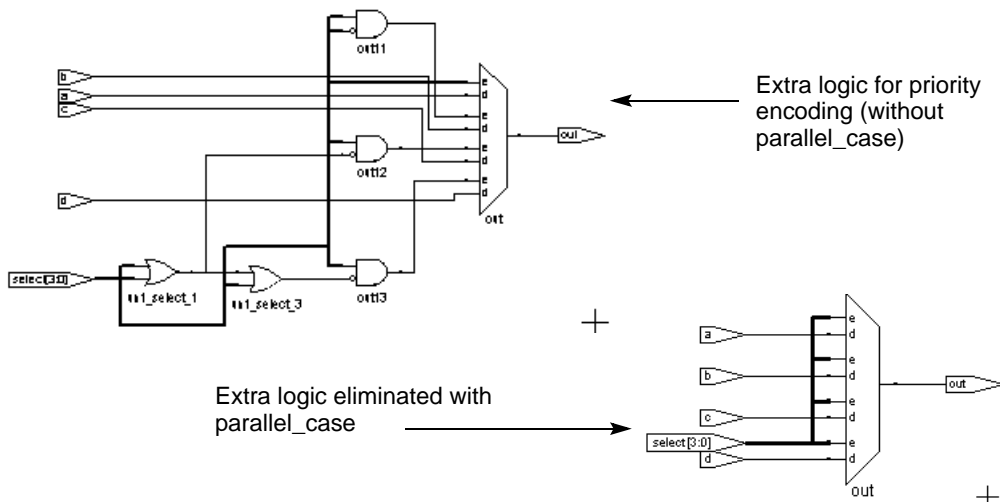 out11
b
a
c
e
d
e
d
e
d
e
d
out
Extra logic for priority
encoding (without
parallel_case)
out12
d
out
select[3:0]
un1_select_1
un1_select_3
out13
a
b
c
select[3:0]
d
e
d
e
d
e
d
e
d
out
out
Extra logic eliminated with
parallel_case